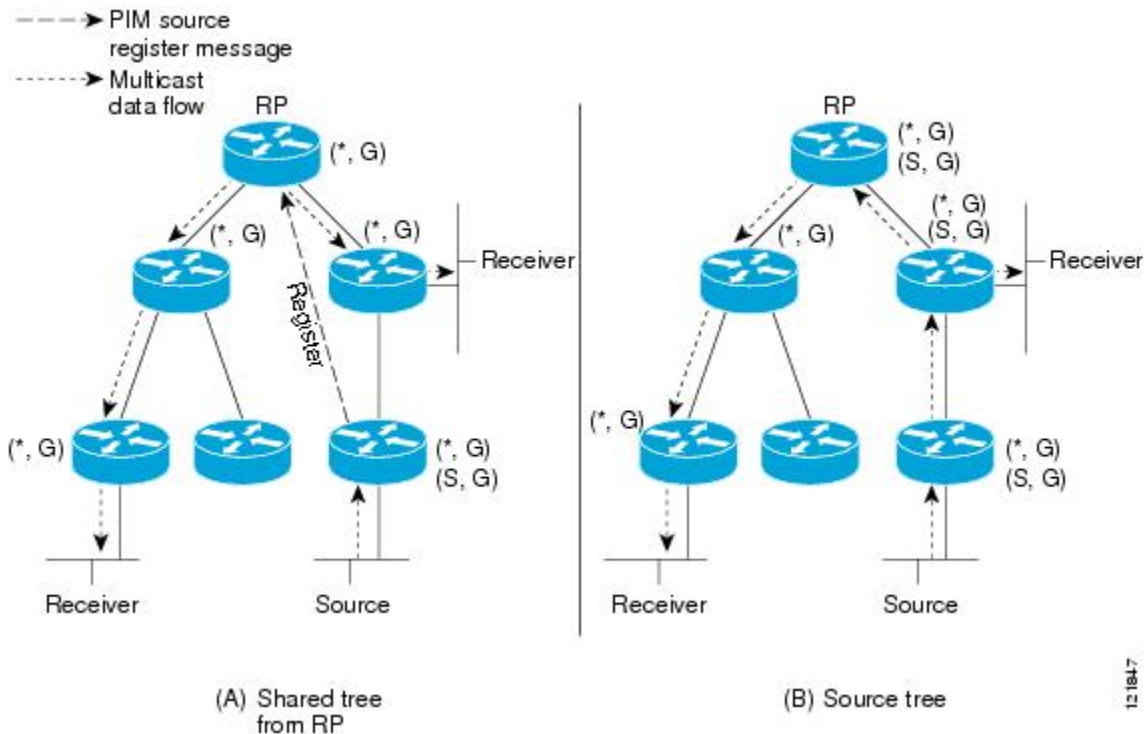 PIM source
register message
Multicast
data flow
RP
(*, G)
(*, G)
(*, G)
Receiver
Register
(*, G)
(*, G)
(S, G)
Receiver
Source
(A) Shared tree
from RP
RP
(*, G)
(S, G)
(*, G)
(*, G)
(S, G)
Receiver
(*, G)
(*, G)
(S, G)
Receiver
Source
(B) Source tree
121847